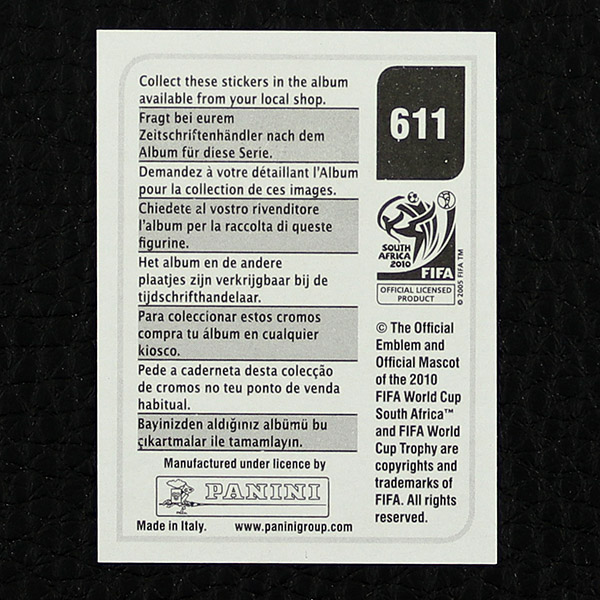 Collect these stickers in the album
available from your local shop.
Fragt bei eurem
Zeitschriftenhändler nach dem
Album für diese Serie.
Demandez à votre détaillant l'Album
pour la collection de ces images.
Chiedete al vostro rivenditore
l'album per la raccolta di queste
figurine.
Het album en de andere
plaatjes zijn verkrijgbaar bij de
tijdschrifthandelaar.
Para coleccionar estos cromos
compra tu álbum en cualquier
kiosco.
Pede a caderneta desta colecção
de cromos no teu ponto de venda
habitual.
Bayinizden aldığınız albümü bu
çıkartmalar ile tamamlayın.
Manufactured under licence by
PANINI
Made in Italy. www.paninigroup.com
611
SOUTH
AFRICA
2010
FIFA
OFFICIAL LICENSED
PRODUCT
© 2005 FIFA TM
© The Official
Emblem and
Official Mascot
of the 2010
FIFA World Cup
South Africa™
and FIFA World
Cup Trophy are
copyrights and
trademarks of
FIFA. All rights
reserved.